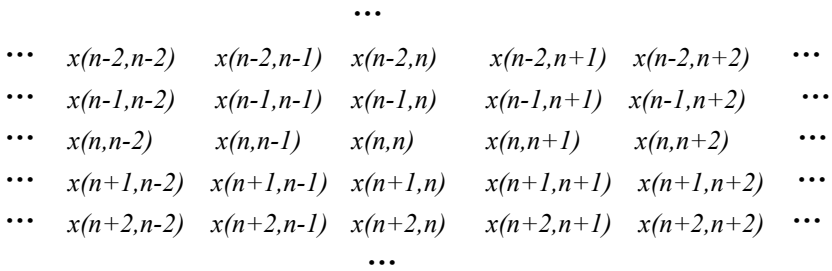 ...
... x(n-2,n-2) x(n-2,n-1) x(n-2,n) x(n-2,n+1) x(n-2,n+2) ...
... x(n-1,n-2) x(n-1,n-1) x(n-1,n) x(n-1,n+1) x(n-1,n+2) ...
... x(n,n-2) x(n,n-1) x(n,n) x(n,n+1) x(n,n+2) ...
... x(n+1,n-2) x(n+1,n-1) x(n+1,n) x(n+1,n+1) x(n+1,n+2) ...
... x(n+2,n-2) x(n+2,n-1) x(n+2,n) x(n+2,n+1) x(n+2,n+2) ...
...